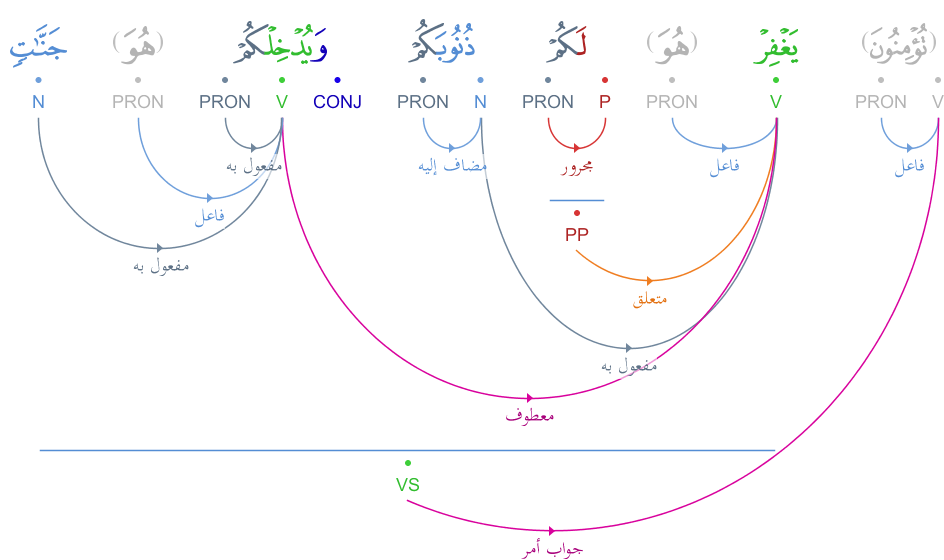 (تُؤْمِنُونَ) يَغْفِرْ (هُوَ) لَكُمْ ذُنُوبَكُمْ وَيُدْخِلْكُمْ (هُوَ) جَنَّٰتٍ
V PRON V PRON P PRON N PRON CONJ V PRON PRON N
فاعل فاعل مجرور مضاف إليه مفعول به
فاعل
PP
مفعول به
متعلق
مفعول به
معطوف
VS
جواب أمر